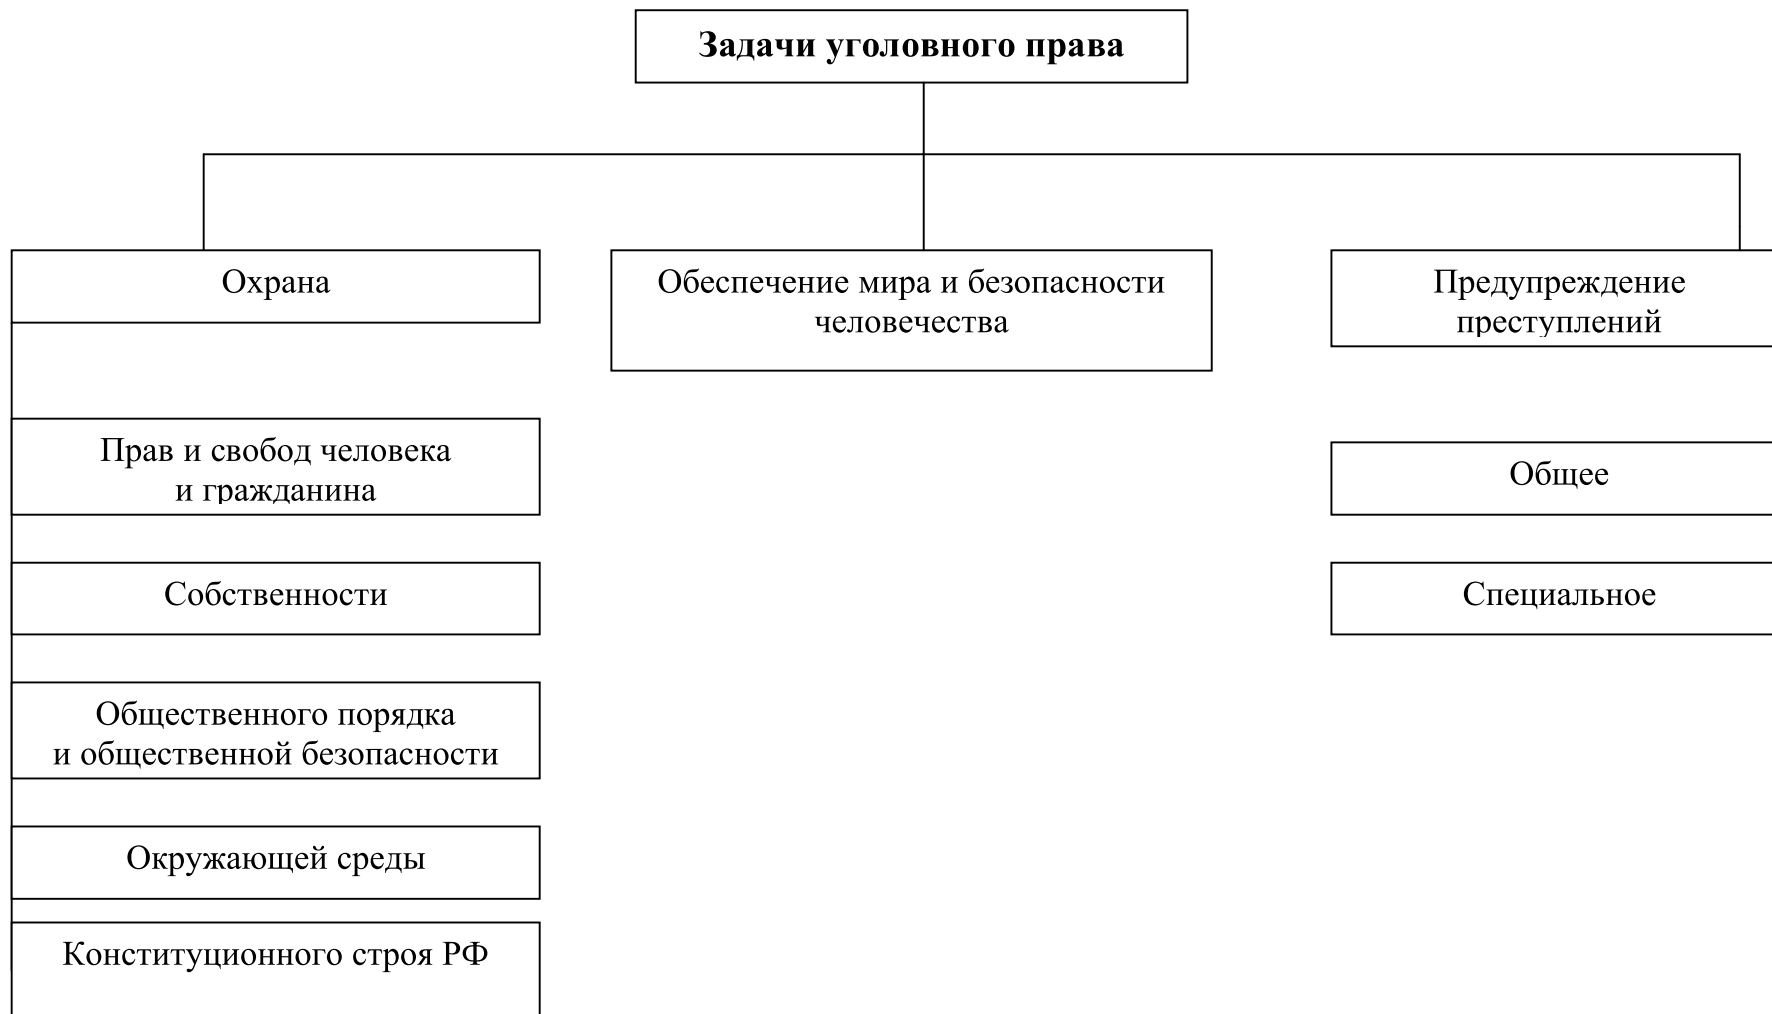 Задачи уголовного права
Охрана
Обеспечение мира и безопасности
человечества
Предупреждение
преступлений
Прав и свобод человека
и гражданина
Общее
Собственности
Специальное
Общественного порядка
и общественной безопасности
Окружающей среды
Конституционного строя РФ